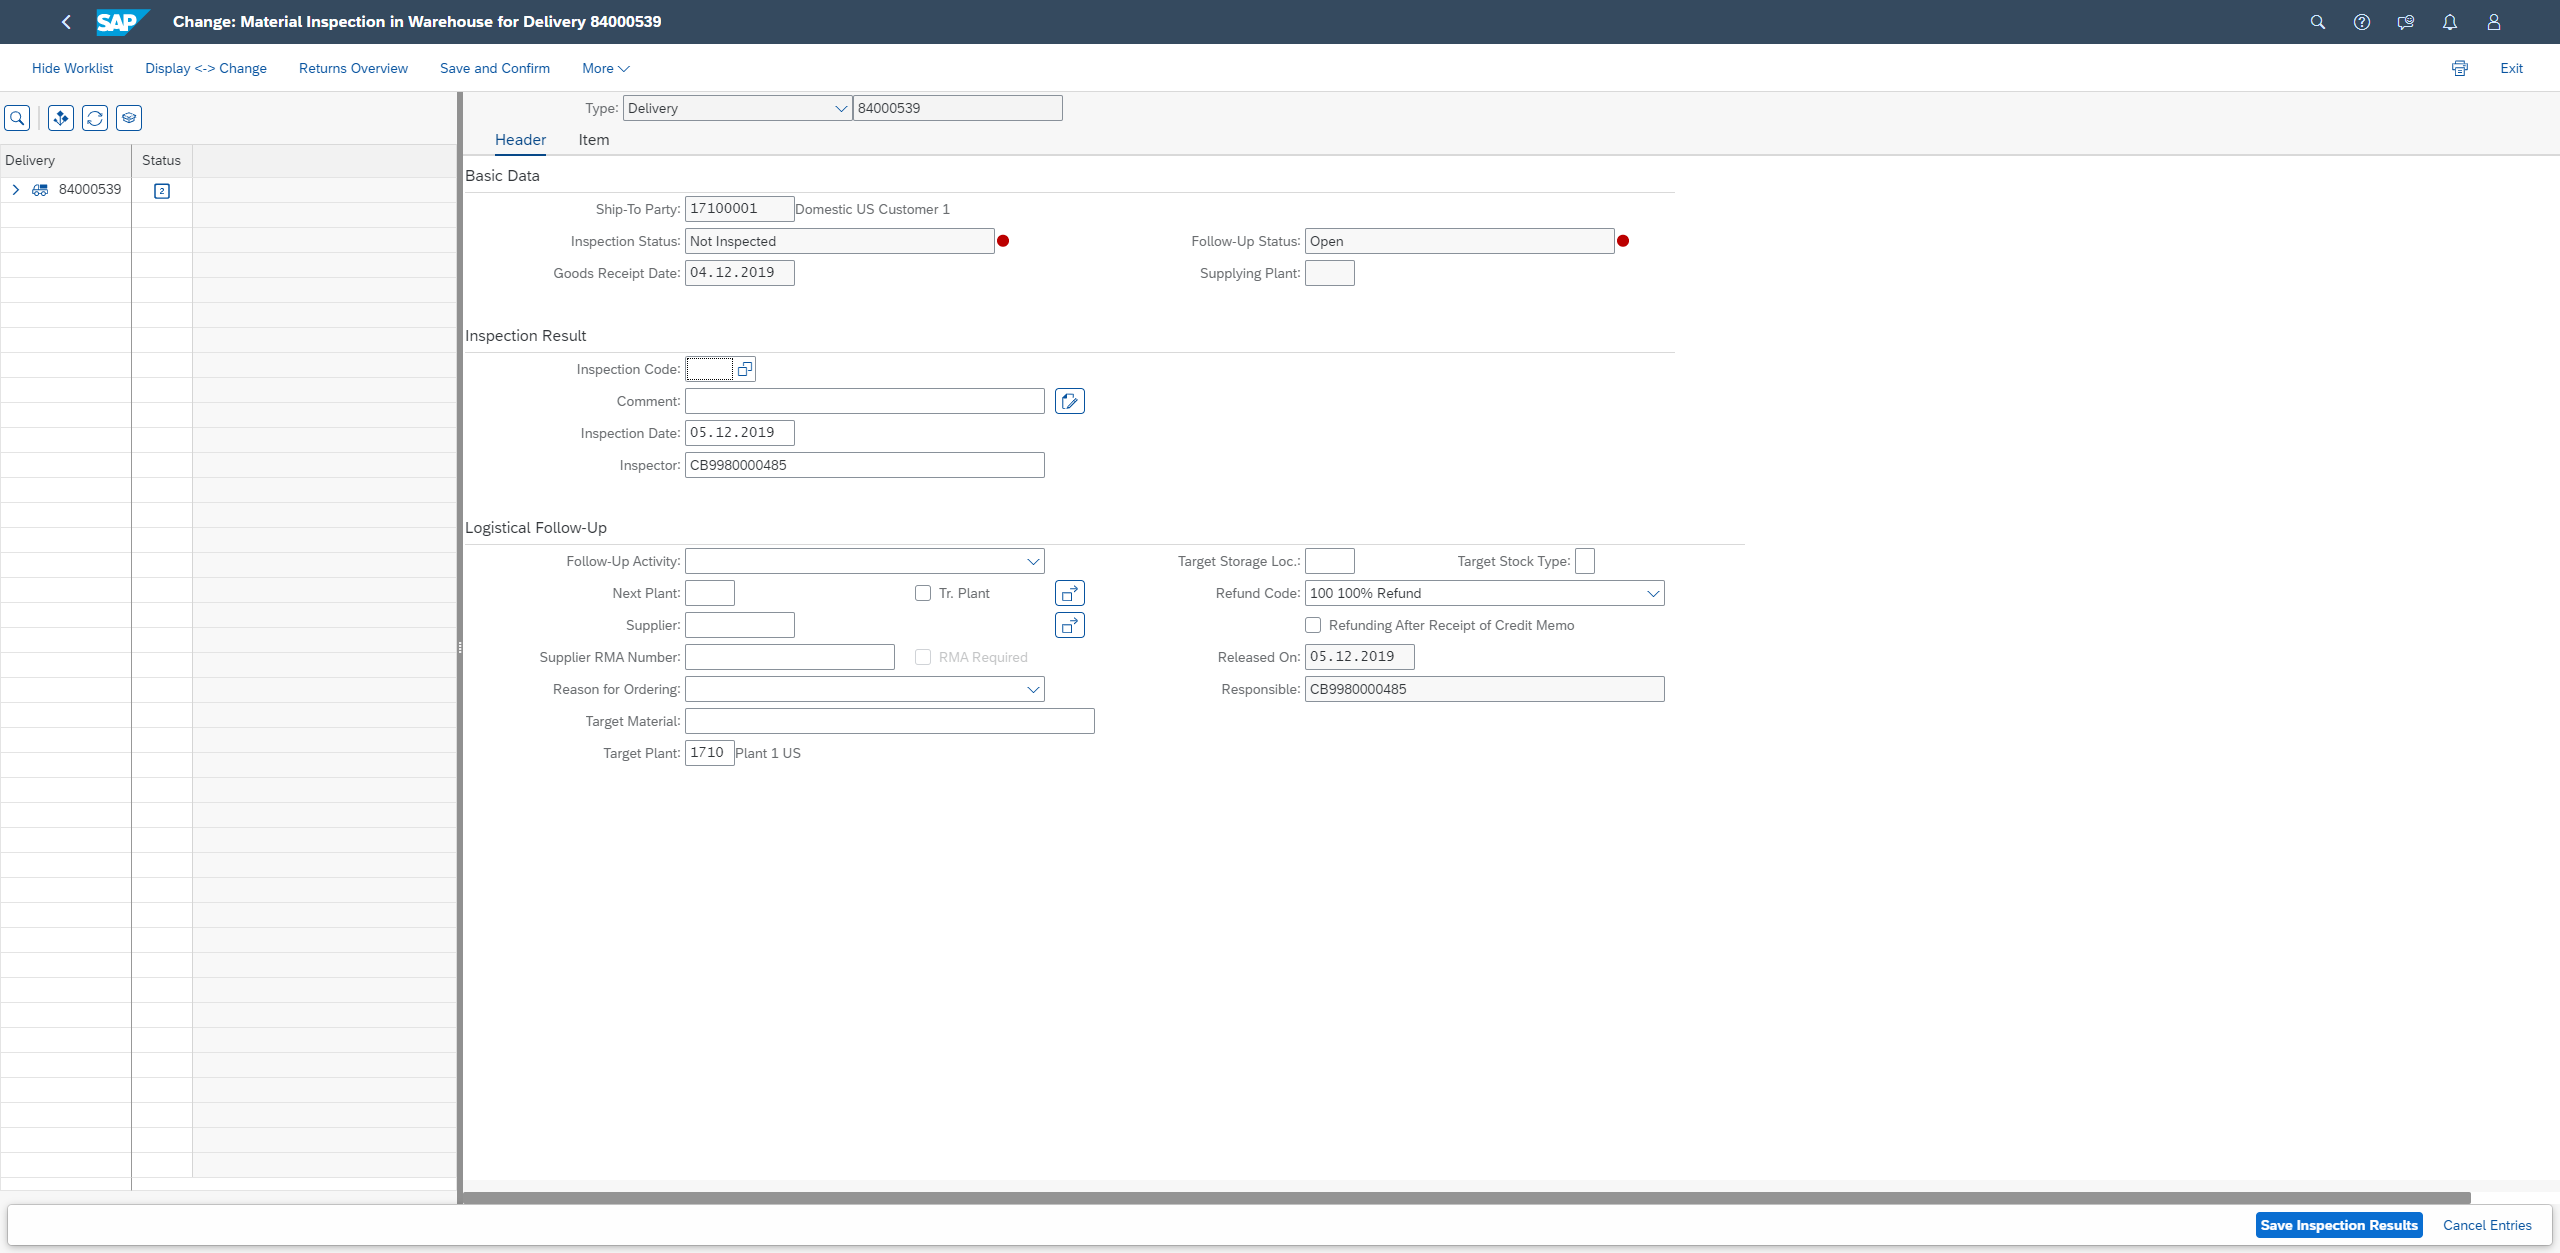 SAP Change: Material Inspection in Warehouse for Delivery 84000539
Hide Worklist Display <-> Change Returns Overview Save and Confirm More Exit
Type: Delivery 84000539
Header Item
Delivery Status
84000539 2
Basic Data
Ship-To Party: 17100001 Domestic US Customer 1
Inspection Status: Not Inspected Follow-Up Status: Open
Goods Receipt Date: 04.12.2019 Supplying Plant:
Inspection Result
Inspection Code:
Comment:
Inspection Date: 05.12.2019
Inspector: CB9980000485
Logistical Follow-Up
Follow-Up Activity: Target Storage Loc.: Target Stock Type:
Next Plant: Tr. Plant Refund Code: 100 100% Refund
Supplier: Refunding After Receipt of Credit Memo
Supplier RMA Number: RMA Required Released On: 05.12.2019
Reason for Ordering: Responsible: CB9980000485
Target Material:
Target Plant: 1710 Plant 1 US
Save Inspection Results Cancel Entries